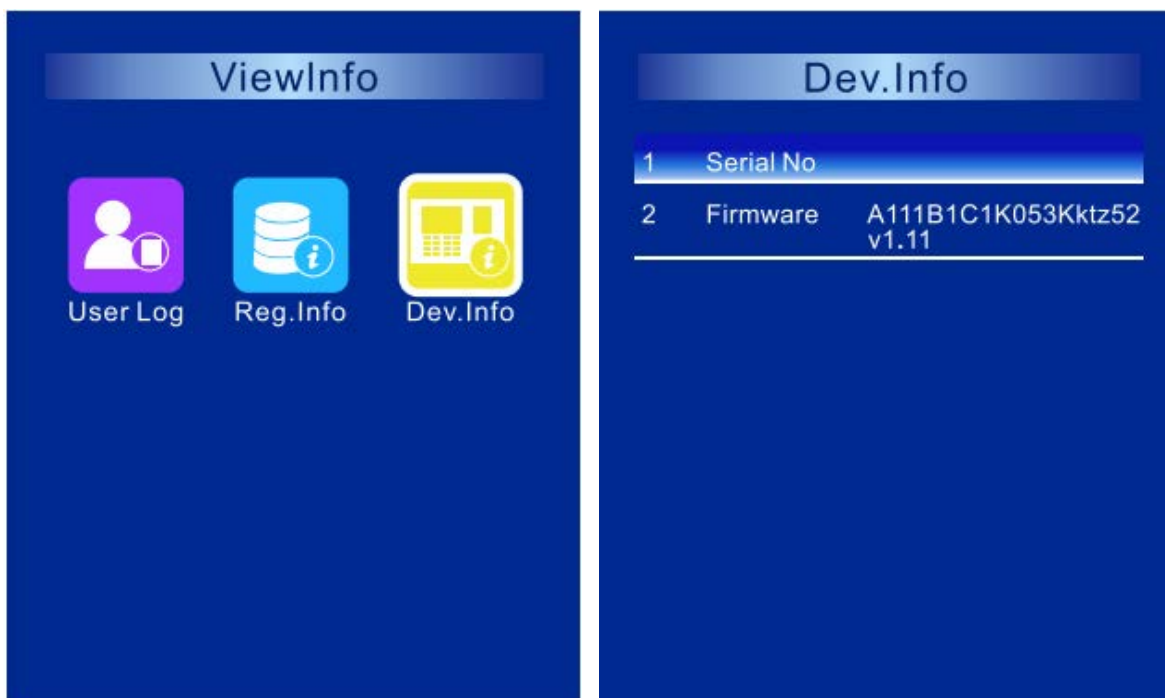 ViewInfo
User Log Reg.Info Dev.Info
Dev.Info
1 Serial No
2 Firmware A111B1C1K053Kktz52
v1.11